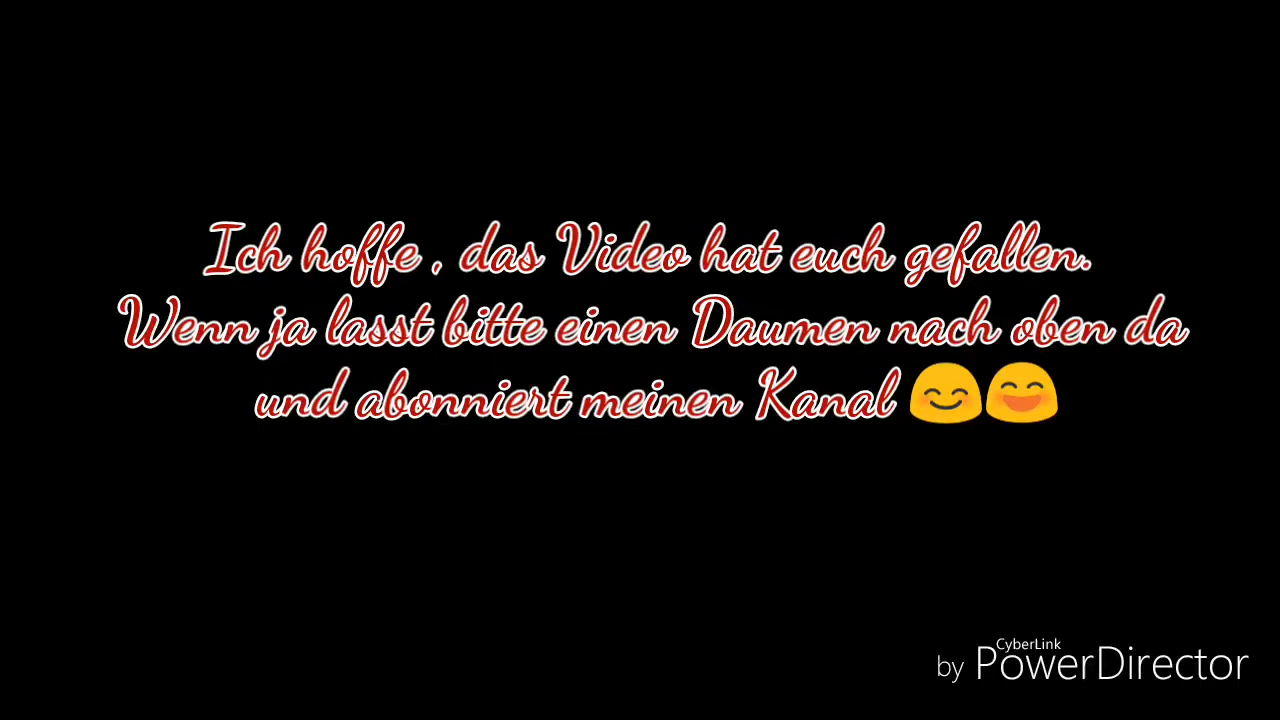 Ich hoffe , das Video hat euch gefallen.
Wenn ja lasst bitte einen Daumen nach oben da
und abonniert meinen Kanal 😊😄
CyberLink
by PowerDirector